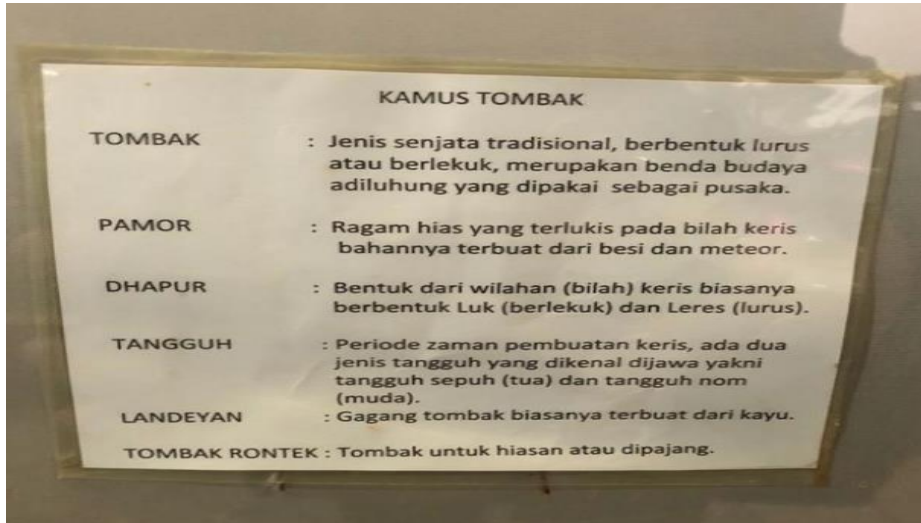 KAMUS TOMBAK
TOMBAK : Jenis senjata tradisional, berbentuk lurus
atau berlekuk, merupakan benda budaya
adiluhung yang dipakai sebagai pusaka.
PAMOR : Ragam hias yang terlukis pada bilah keris
bahannya terbuat dari besi dan meteor.
DHAPUR : Bentuk dari wilahan (bilah) keris biasanya
berbentuk Luk (berlekuk) dan Leres (lurus).
TANGGUH : Periode zaman pembuatan keris, ada dua
jenis tangguh yang dikenal dijawa yakni
tangguh sepuh (tua) dan tangguh nom
(muda).
LANDEYAN : Gagang tombak biasanya terbuat dari kayu.
TOMBAK RONTEK : Tombak untuk hiasan atau dipajang.